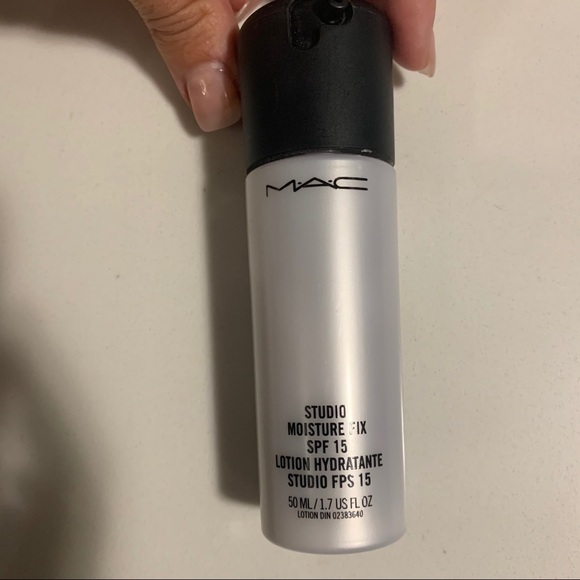 M·A·C
STUDIO
MOISTURE FIX
SPF 15
LOTION HYDRATANTE
STUDIO FPS 15
50 ML / 1.7 US FL OZ
LOTION DIN 02383640